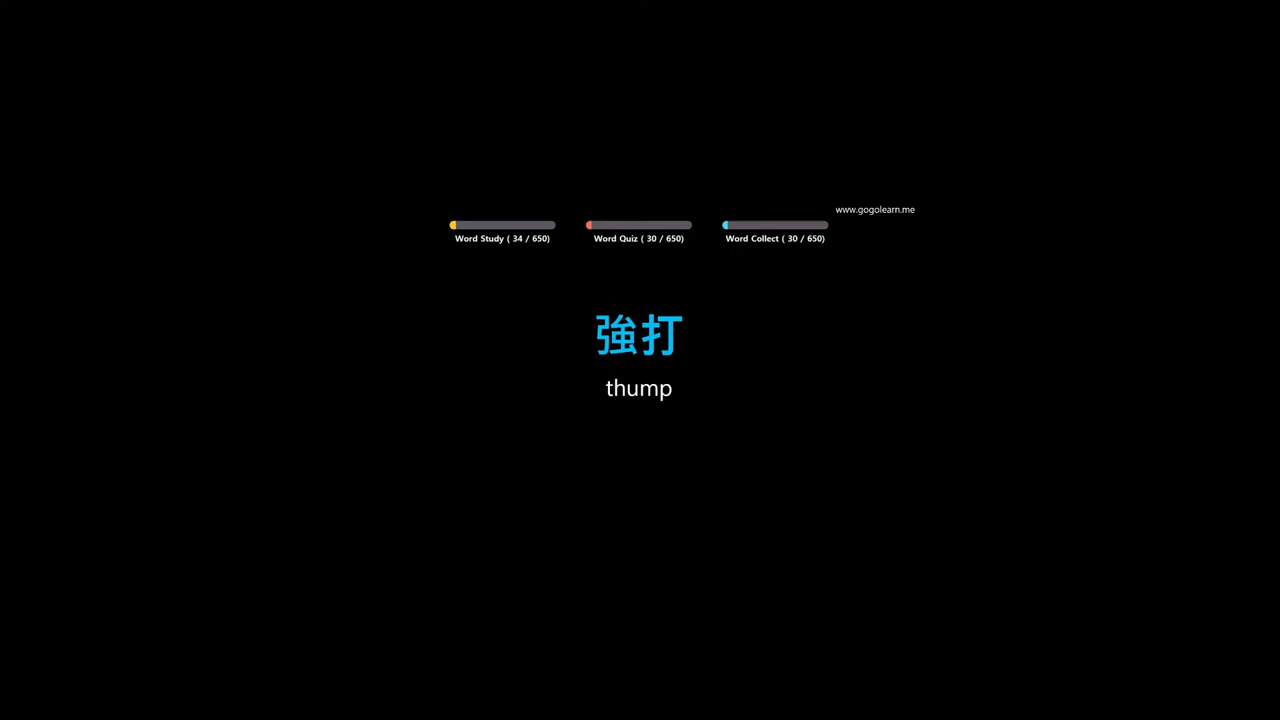 www.gogolearn.me
Word Study ( 34 / 650)
Word Quiz ( 30 / 650)
Word Collect ( 30 / 650)
強打
thump